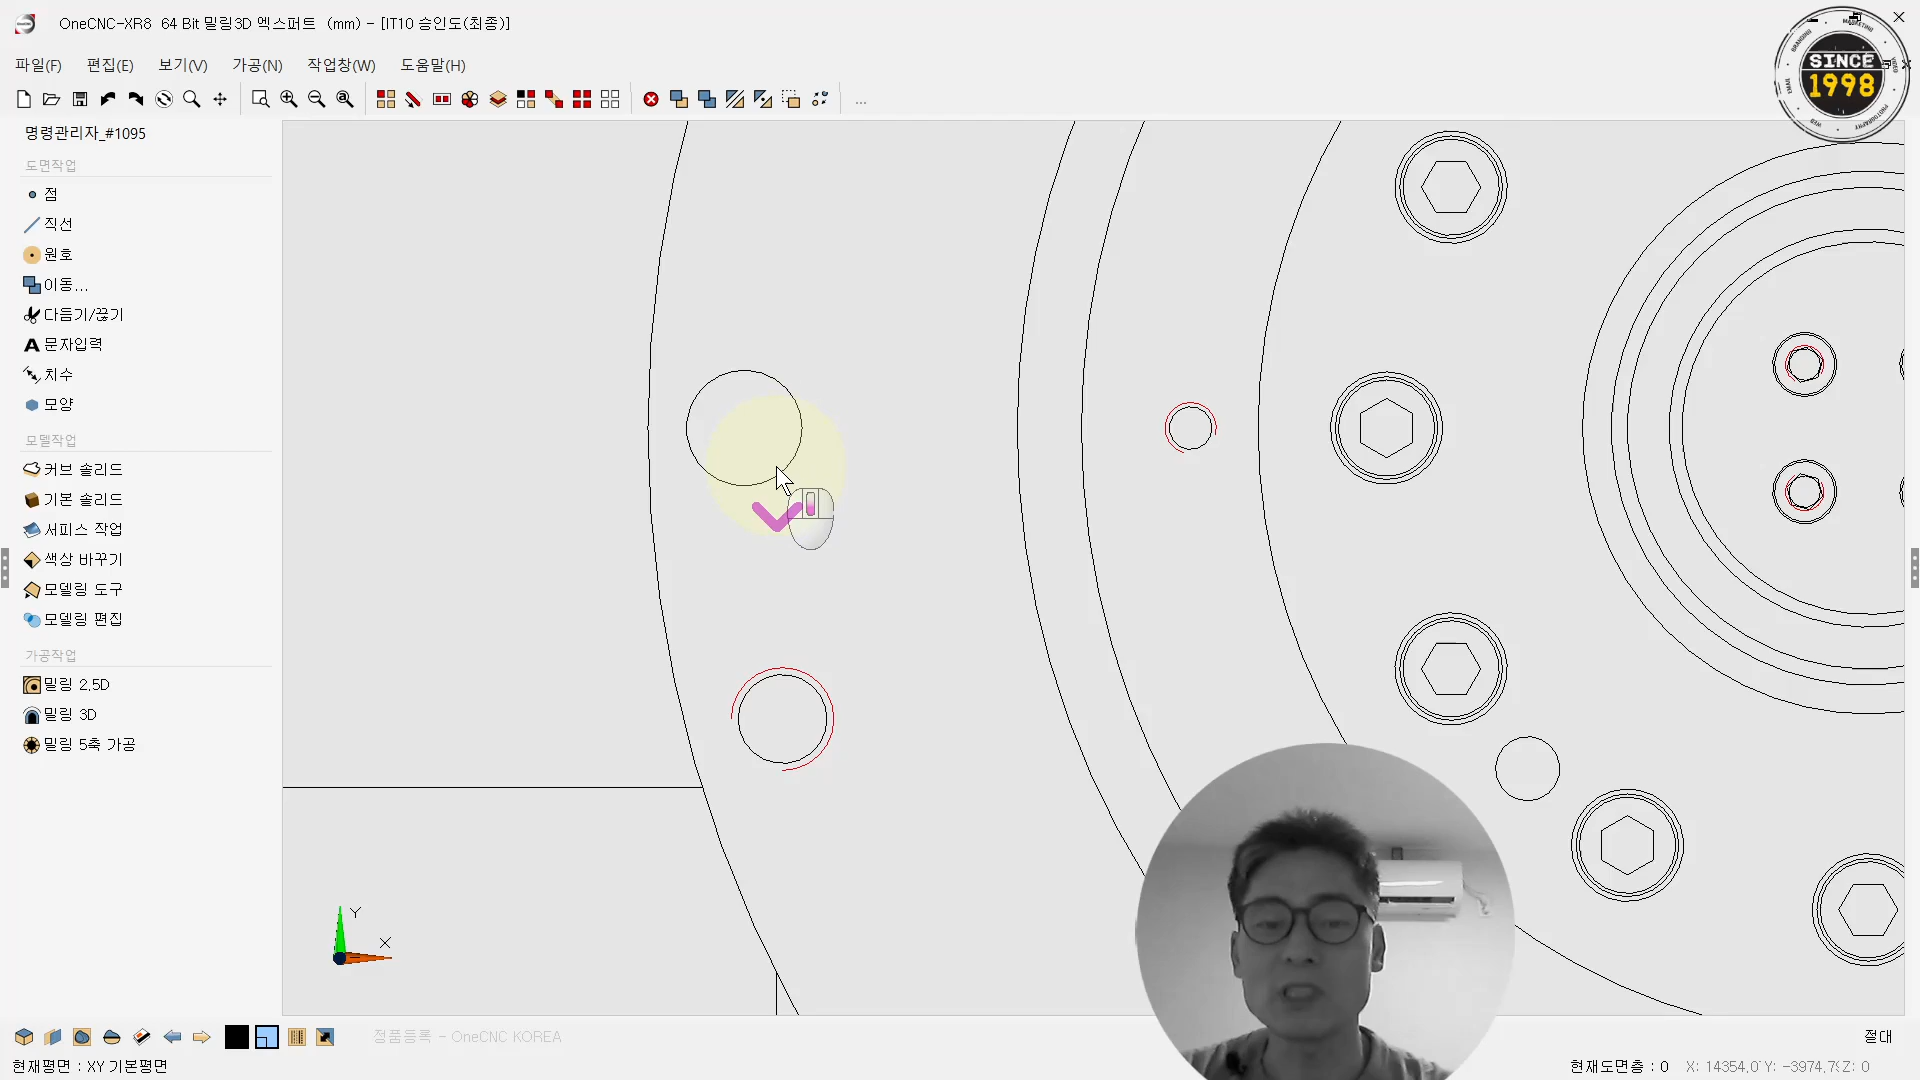 OneCNC-XR8 64 Bit 밀링3D 엑스퍼트 (mm) - [IT10 승인도(최종)]
파일(F) 편집(E) 보기(V) 가공(N) 작업창(W) 도움말(H)
SINCE
1998
...
명령관리자_#1095
도면작업
점
직선
원호
이동...
다듬기/끊기
문자입력
치수
모양
모델작업
커브 솔리드
기본 솔리드
서피스 작업
색상 바꾸기
모델링 도구
모델링 편집
가공작업
밀링 2.5D
밀링 3D
밀링 5축 가공
Y
X
정품등록 - OneCNC KOREA
절대
현재평면 : XY 기본평면
현재도면층 : 0 X: 14354.0 Y: -3974.7 Z: 0